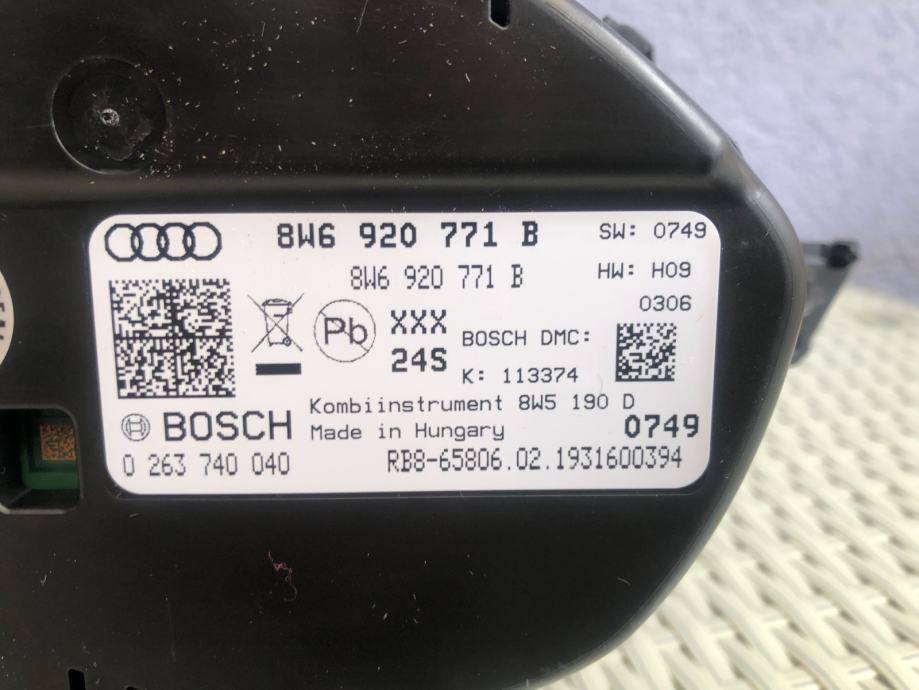 8W6 920 771 B SW: 0749
8W6 920 771 B HW: H09
0306
Pb XXX
24S
BOSCH DMC:
K: 113374
Kombiinstrument 8W5 190 D
BOSCH Made in Hungary 0749
0 263 740 040 RB8-65806.02.1931600394